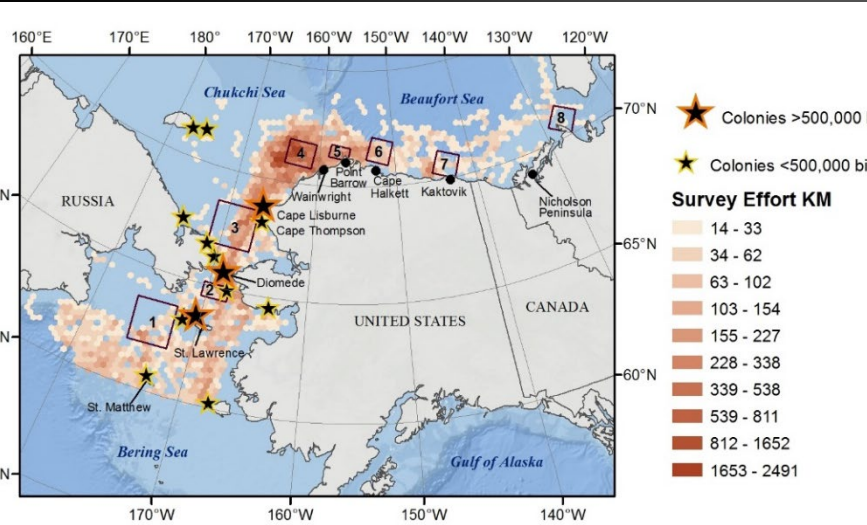 160°E 170°E 180° 170°W 160°W 150°W 140°W 130°W 120°W
Chukchi Sea
Beaufort Sea
70°N
8
4
5
6
7
Point
Barrow
Wainwright
Cape
Halkett
Kaktovik
Nicholson
Peninsula
RUSSIA
N
3
Cape Lisburne
Cape Thompson
65°N
Diomede
2
1
UNITED STATES
CANADA
N
St. Lawrence
60°N
St. Matthew
Bering Sea
Gulf of Alaska
N
170°W 160°W 150°W 140°W
Colonies >500,000
Colonies <500,000 bi
Survey Effort KM
14 - 33
34 - 62
63 - 102
103 - 154
155 - 227
228 - 338
339 - 538
539 - 811
812 - 1652
1653 - 2491